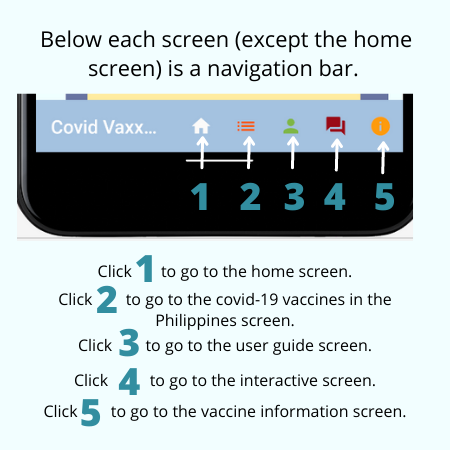 Below each screen (except the home
screen) is a navigation bar.
Covid Vaxx...
1 2 3 4 5
Click 1 to go to the home screen.
Click 2 to go to the covid-19 vaccines in the
Philippines screen.
Click 3 to go to the user guide screen.
Click 4 to go to the interactive screen.
Click 5 to go to the vaccine information screen.